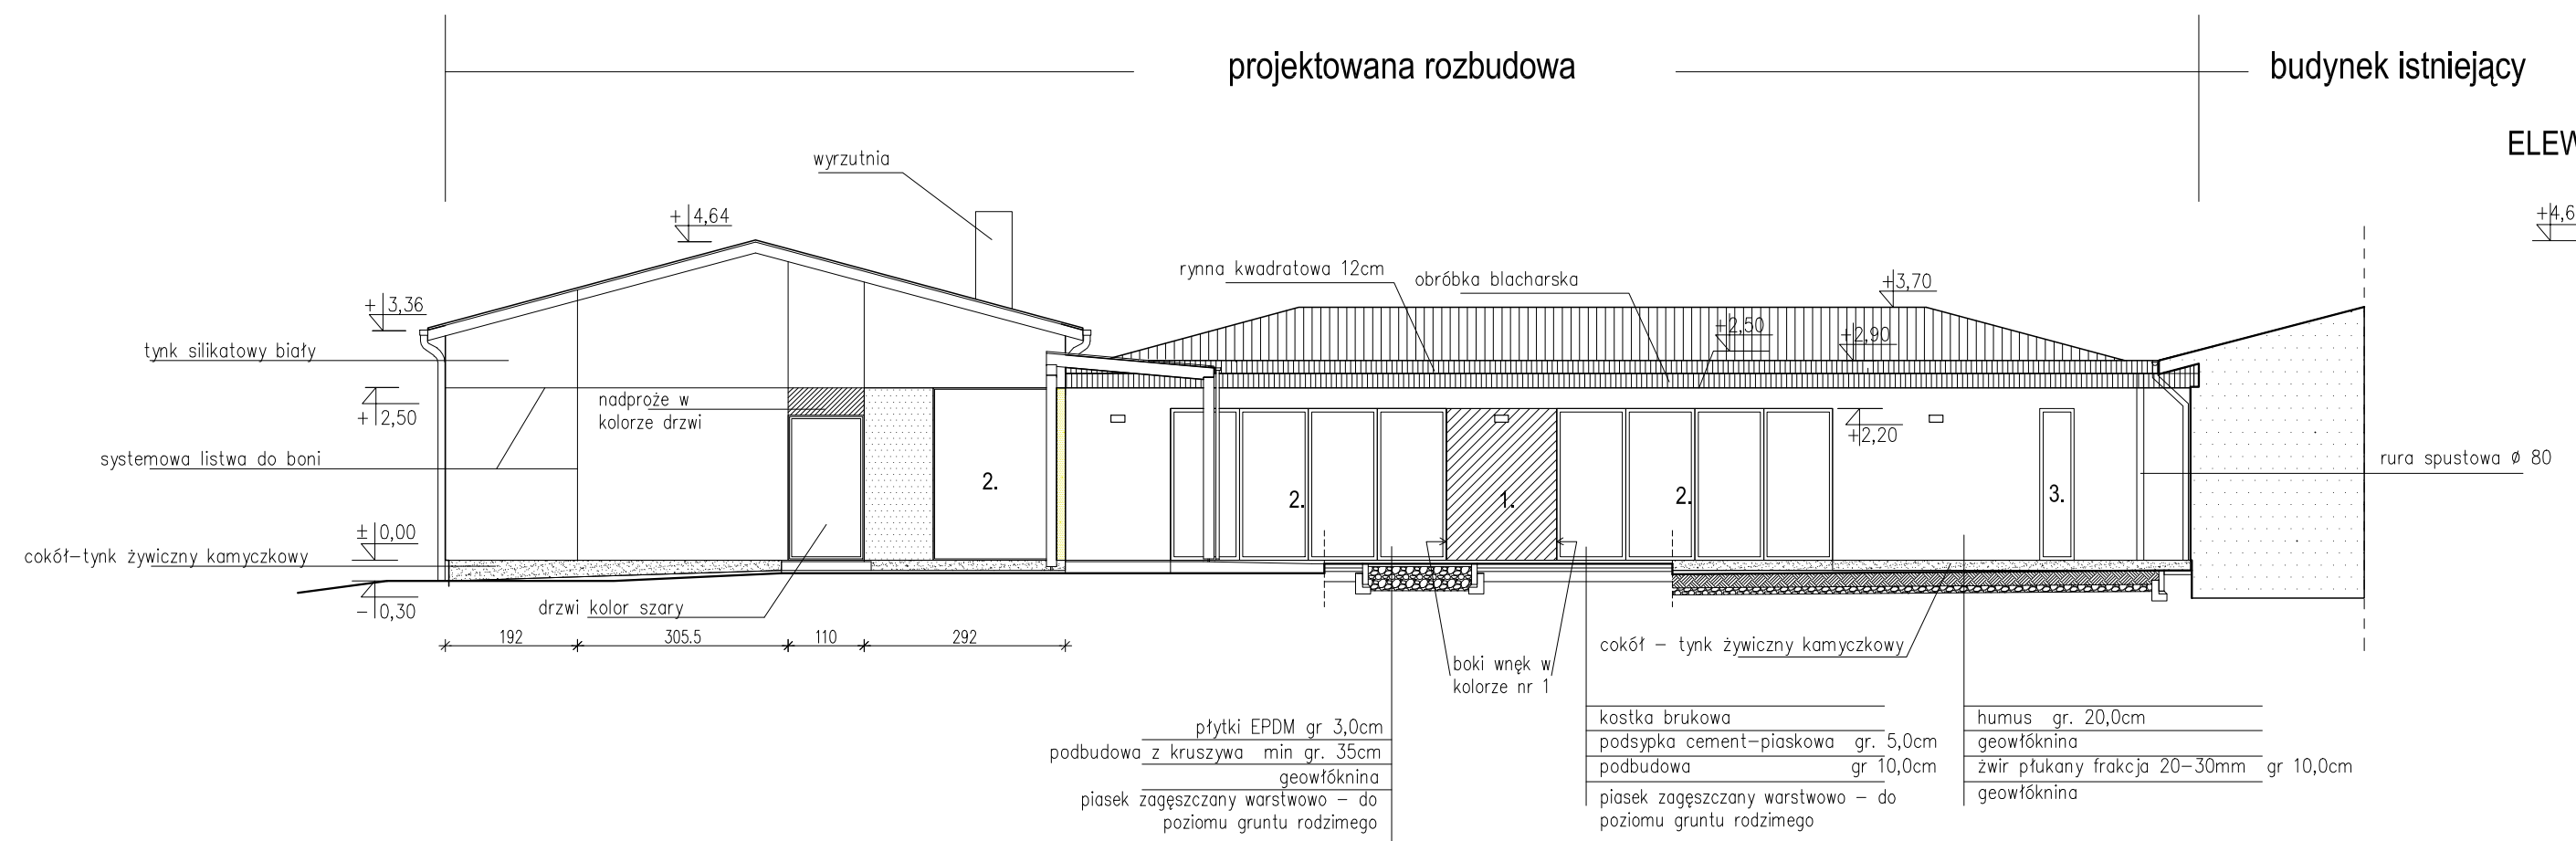 projektowana rozbudowa
budynek istniejący
ELEW
wyrzutnia
+4,64
+4,6
rynna kwadratowa 12cm
obróbka blacharska
+3,70
+3,36
+2,50
+2,90
tynk silikatowy biały
nadproże w
kolorze drzwi
+2,50
+2,20
systemowa listwa do boni
rura spustowa ø 80
2.
2.
1.
2.
3.
±0,00
cokół-tynk żywiczny kamyczkowy
-0,30
drzwi kolor szary
192
305.5
110
292
boki wnęk w
kolorze nr 1
cokół - tynk żywiczny kamyczkowy
płytki EPDM gr 3,0cm
podbudowa z kruszywa min gr. 35cm
geowłóknina
piasek zagęszczany warstwowo - do
poziomu gruntu rodzimego
kostka brukowa
podsypka cement-piaskowa gr. 5,0cm
podbudowa gr 10,0cm
piasek zagęszczany warstwowo - do
poziomu gruntu rodzimego
humus gr. 20,0cm
geowłóknina
żwir płukany frakcja 20-30mm gr 10,0cm
geowłóknina